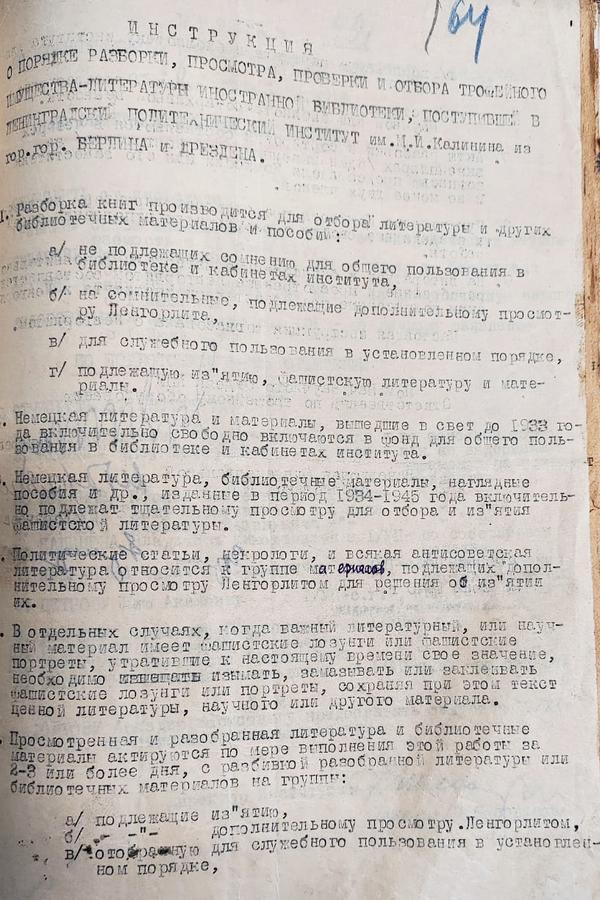 164
ИНСТРУКЦИЯ
О ПОРЯДКЕ РАЗБОРКИ, ПРОСМОТРА, ПРОВЕРКИ И ОТБОРА ТРОФЕЙНОГО
ИМУЩЕСТВА-ЛИТЕРАТУРЫ ИНОСТРАННОЙ БИБЛИОТЕКИ, ПОСТУПИВШЕЙ В
ЛЕНИНГРАДСКИЙ ПОЛИТЕХНИЧЕСКИЙ ИНСТИТУТ им.М.И.Калинина из
гор.гор. БЕРЛИНА и ДРЕЗДЕНА.
1. Разборка книг производится для отбора литературы и других
библиотечных материалов и пособий:
а/ не подлежащих сомнению для общего пользования в
библиотеке и кабинетах института,
б/ на сомнительные, подлежащие дополнительному просмот-
ру Ленгорлита,
в/ для служебного пользования в установленном порядке,
г/ подлежащую из"ятию, фашистскую литературу и мате-
риалы.
. Немецкая литература и материалы, вышедшие в свет до 1933 го-
да включительно свободно включаются в фонд для общего поль-
зования в библиотеке и кабинетах института.
. Немецкая литература, библиотечные материалы, наглядные
пособия и др., изданные в период 1934-1945 года включитель-
но подлежат тщательному просмотру для отбора и из"ятия
фашистской литературы.
. Политические статьи, некрологи, и всякая антисоветская
литература относится к группе материалов, подлежащих допол-
нительному просмотру Ленгорлитом для решения об из"ятии
их.
. В отдельных случаях, когда важный литературный, или науч-
ный материал имеет фашистские лозунги или фашистские
портреты, утратившие к настоящему времени свое значение,
необходимо изымать, замазывать или заклеивать
фашистские лозунги или портреты, сохраняя при этом текст
ценной литературы, научного или другого материала.
Просмотренная и разобранная литература и библиотечные
материалы актируются по мере выполнения этой работы за
2-3 или более дня, с разбивкой разобранной литературы или
библиотечных материалов на группы:
а/ подлежащие из"ятию,
б/ -"- дополнительному просмотру.Ленгорлитом,
в/ отобранную для служебного пользования в установлен-
ном порядке,